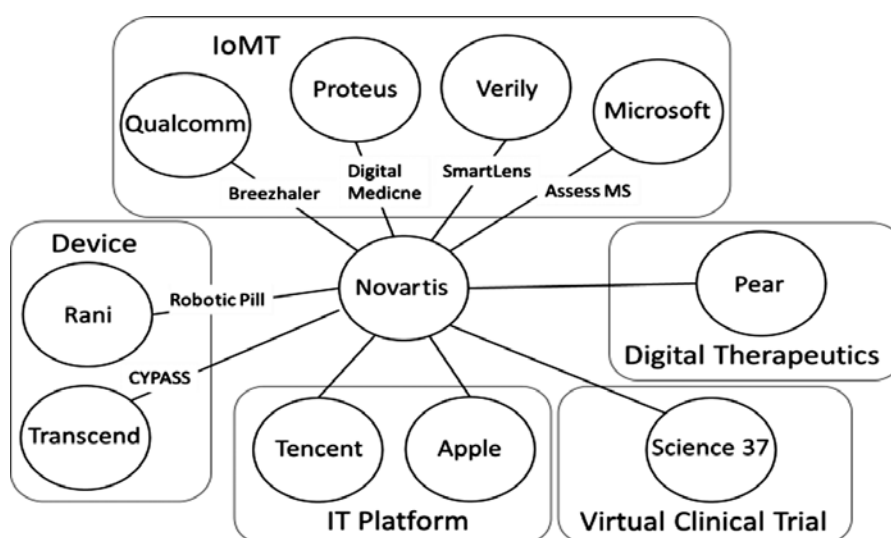 IoMT
Qualcomm
Proteus
Verily
Microsoft
Breezhaler
Digital
Medicne
SmartLens
Assess MS
Device
Rani
Robotic Pill
Novartis
Pear
Digital Therapeutics
CYPASS
Transcend
Tencent
Apple
IT Platform
Science 37
Virtual Clinical Trial